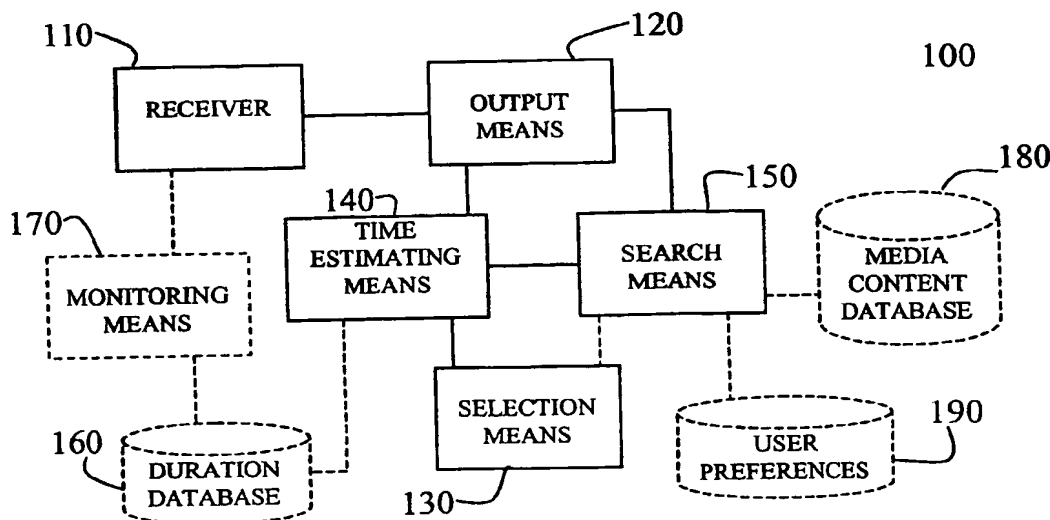 110
120
100
RECEIVER
OUTPUT
MEANS
180
170
140
150
TIME
ESTIMATING
MEANS
SEARCH
MEANS
MEDIA
CONTENT
DATABASE
MONITORING
MEANS
SELECTION
MEANS
160
DURATION
DATABASE
130
USER
PREFERENCES
190